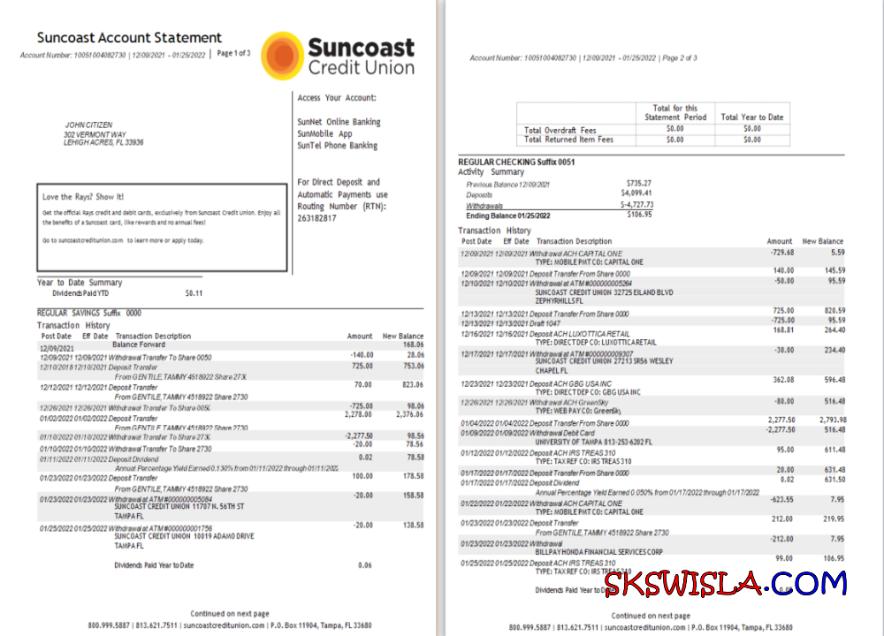 Suncoast Account Statement
Account Number: 10051004082730 | 12/09/2021 - 01/25/2022 | Page 1 of 3
Suncoast
Credit Union
Access Your Account:
SunNet Online Banking
SunMobile App
SunTel Phone Banking
JOHN CITIZEN
302 VERMONT WAY
LEHIGH ACRES, FL 33936
For Direct Deposit and
Automatic Payments use
Routing Number (RTN):
263182817
Love the Rays? Show It!
Get the official Rays credit and debit cards, exclusively from Suncoast Credit Union. Enjoy all
the benefits of a Suncoast card, like rewards and no annual fees!
Go to suncoastcreditunion.com to learn more or apply today.
Year to Date Summary
Dividends Paid YTD $0.11
REGULAR SAVINGS Suffix 0000
Transaction History
Post Date Eff Date Transaction Description Amount New Balance
12/09/2021 Balance Forward 168.06
12/09/2021 12/09/2021 Withdrawal Transfer To Share 0050 -140.00 28.06
12/10/2018 12/10/2021 Deposit Transfer 725.00 753.06
From GENTILE,TAMMY 4518922 Share 2730
12/12/2021 12/12/2021 Deposit Transfer 70.00 823.06
From GENTILE,TAMMY 4518922 Share 2730
12/26/2021 12/26/2021 Withdrawal Transfer To Share 0050 -725.00 98.06
01/02/2022 01/02/2022 Deposit Transfer 2,278.00 2,376.06
From GENTILE,TAMMY 4518922 Share 2730
01/10/2022 01/10/2022 Withdrawal Transfer To Share 2730 -2,277.50 98.56
01/10/2022 01/10/2022 Withdrawal Transfer To Share 2730 -20.00 78.56
01/11/2022 01/11/2022 Deposit Dividend 0.02 78.58
Annual Percentage Yield Earned 0.130% from 01/11/2022 through 01/11/2022
01/23/2022 01/23/2022 Deposit Transfer 100.00 178.58
From GENTILE,TAMMY 4518922 Share 2730
01/23/2022 01/23/2022 Withdrawal at ATM #000000005084 -20.00 158.58
SUNCOAST CREDIT UNION 11707 N. 56TH ST
TAMPA FL
01/25/2022 01/25/2022 Withdrawal at ATM #000000001756 -20.00 138.58
SUNCOAST CREDIT UNION 10019 ADAMO DRIVE
TAMPA FL
Dividends Paid Year to Date 0.06
Continued on next page
800.999.5887 | 813.621.7511 | suncoastcreditunion.com | P.O. Box 11904, Tampa, FL 33680
Account Number: 10051004082730 | 12/09/2021 - 01/25/2022 | Page 2 of 3
Total for this
Statement Period Total Year to Date
Total Overdraft Fees $0.00 $0.00
Total Returned Item Fees $0.00 $0.00
REGULAR CHECKING Suffix 0051
Activity Summary
Previous Balance 12/09/2021 $735.27
Deposits $4,099.41
Withdrawals $-4,727.73
Ending Balance 01/25/2022 $106.95
Transaction History
Post Date Eff Date Transaction Description Amount New Balance
12/09/2021 12/09/2021 Withdrawal ACH CAPITAL ONE -729.68 5.59
TYPE: MOBILE PMT CO: CAPITAL ONE
12/09/2021 12/09/2021 Deposit Transfer From Share 0000 140.00 145.59
12/10/2021 12/10/2021 Withdrawal at ATM #000000005264 -50.00 95.59
SUNCOAST CREDIT UNION 32725 EILAND BLVD
ZEPHYRHILLS FL
12/13/2021 12/13/2021 Deposit Transfer From Share 0000 725.00 820.59
12/13/2021 12/13/2021 Draft 1047 -725.00 95.59
12/16/2021 12/16/2021 Deposit ACH LUXOTTICA RETAIL 168.81 264.40
TYPE: DIRECT DEP CO: LUXOTTICA RETAIL
12/17/2021 12/17/2021 Withdrawal at ATM #000000009307 -30.00 234.40
SUNCOAST CREDIT UNION 27213 SR56 WESLEY
CHAPEL FL
12/23/2021 12/23/2021 Deposit ACH GBG USA INC 362.08 596.48
TYPE: DIRECT DEP CO: GBG USA INC
12/26/2021 12/26/2021 Withdrawal ACH GreenSky -80.00 516.48
TYPE: WEB PAY CO: GreenSky
01/04/2022 01/04/2022 Deposit Transfer From Share 0000 2,277.50 2,793.98
01/09/2022 01/09/2022 Withdrawal Debit Card -2,277.50 516.48
UNIVERSITY OF TAMPA 813-253-6202 FL
01/12/2022 01/12/2022 Deposit ACH IRS TREAS 310 95.00 611.48
TYPE: TAX REF CO: IRS TREAS 310
01/17/2022 01/17/2022 Deposit Transfer From Share 0000 20.00 631.48
01/17/2022 01/17/2022 Deposit Dividend 0.02 631.50
Annual Percentage Yield Earned 0.050% from 01/17/2022 through 01/17/2022
01/22/2022 01/22/2022 Withdrawal ACH CAPITAL ONE -623.55 7.95
TYPE: MOBILE PMT CO: CAPITAL ONE
01/23/2022 01/23/2022 Deposit Transfer 212.00 219.95
From GENTILE,TAMMY 4518922 Share 2730
01/23/2022 01/23/2022 Withdrawal -212.00 7.95
BILLPAY HONDA FINANCIAL SERVICES CORP
01/25/2022 01/25/2022 Deposit ACH IRS TREAS 310 99.00 106.95
TYPE: TAX REF CO: IRS TREAS 310
Dividends Paid Year to Date
SKSWISLA.COM
Continued on next page
800.999.5887 | 813.621.7511 | suncoastcreditunion.com | P.O. Box 11904, Tampa, FL 33680